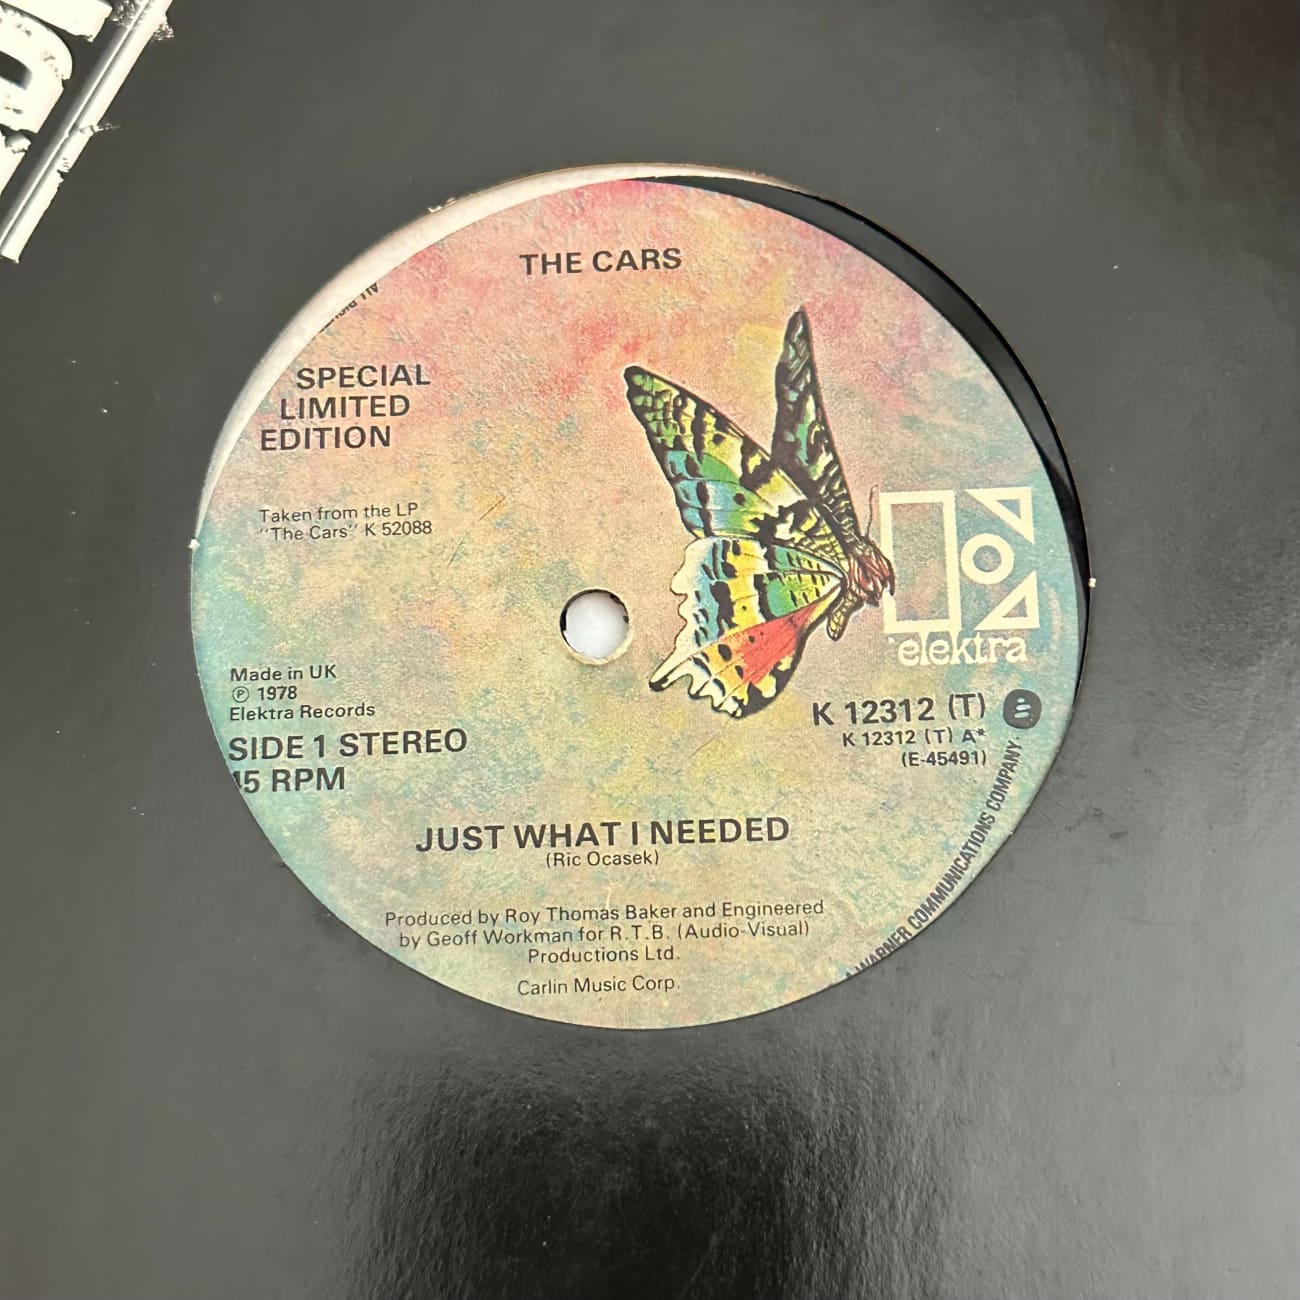 THE CARS
SPECIAL
LIMITED
EDITION
Taken from the LP
"The Cars" K 52088
elektra
Made in UK
℗ 1978
Elektra Records
SIDE 1 STEREO
45 RPM
K 12312 (T)
K 12312 (T) A*
(E-45491)
JUST WHAT I NEEDED
(Ric Ocasek)
Produced by Roy Thomas Baker and Engineered
by Geoff Workman for R.T.B. (Audio-Visual)
Productions Ltd.
Carlin Music Corp.
A WARNER COMMUNICATIONS COMPANY.